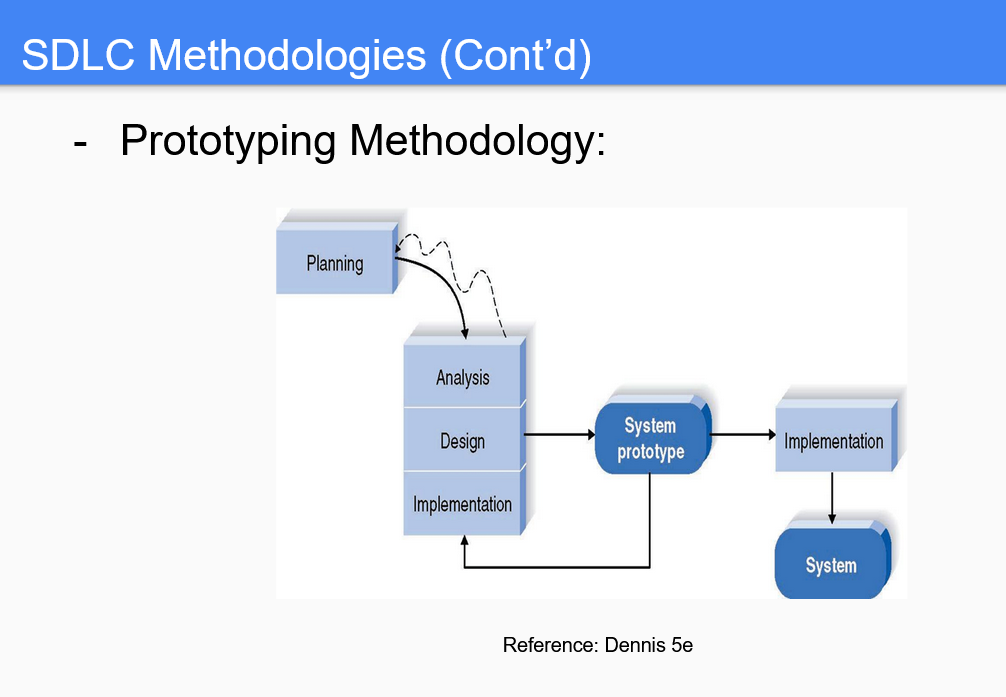 SDLC Methodologies (Cont’d)
- Prototyping Methodology:
Planning
Analysis
Design
Implementation
System
prototype
Implementation
System
Reference: Dennis 5e